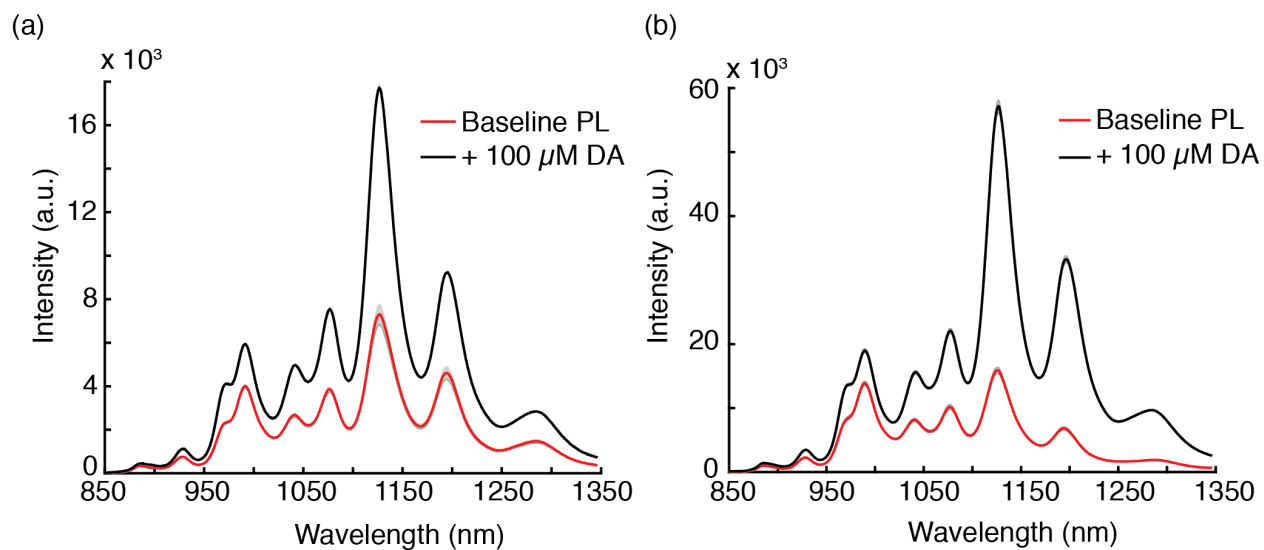 (a)
x 10³
16
12
8
4
0
Intensity (a.u.)
Baseline PL
+ 100 µM DA
850 950 1050 1150 1250 1350
Wavelength (nm)
(b)
x 10³
60
40
20
0
Intensity (a.u.)
Baseline PL
+ 100 µM DA
850 950 1050 1150 1250 1350
Wavelength (nm)